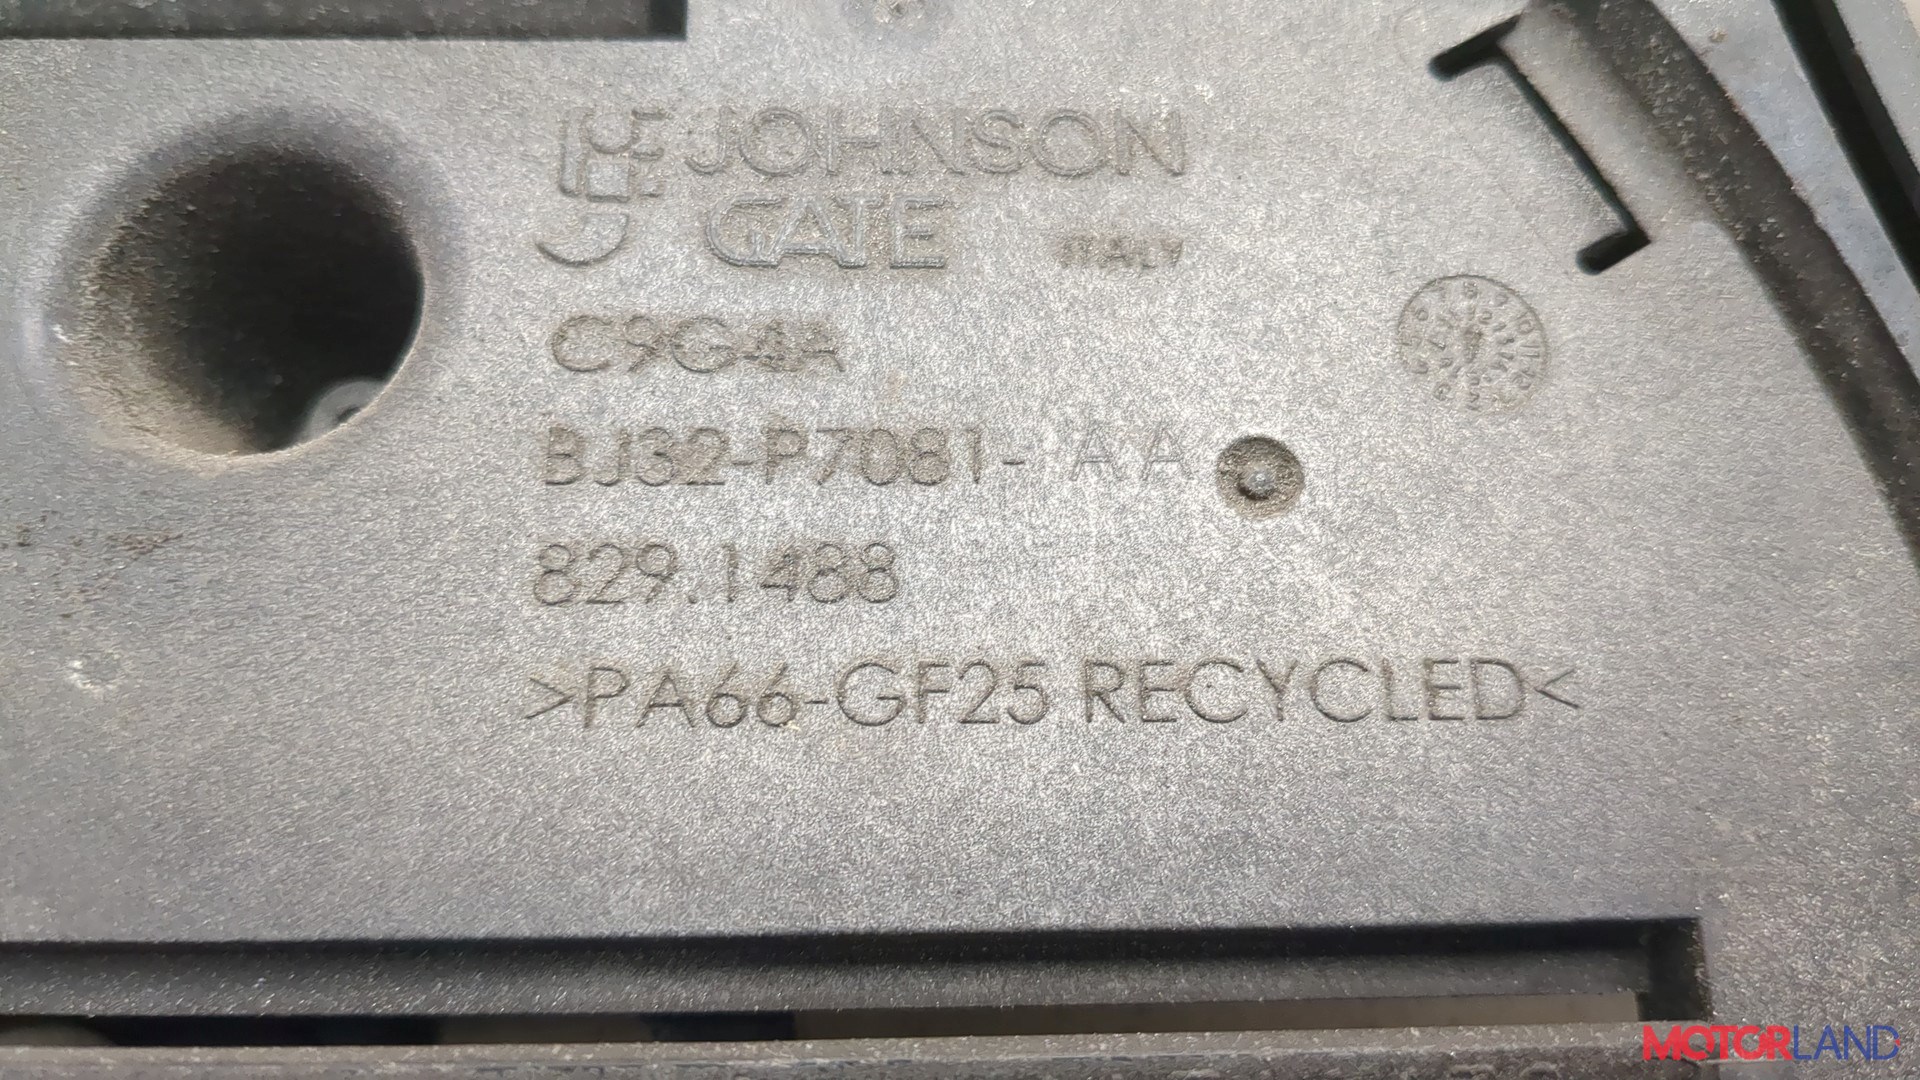 JOHNSON
GATE ITALY
C9G4A
BJ32-P7081- AA
829.1488
>PA66-GF25 RECYCLED<
MOTORLAND